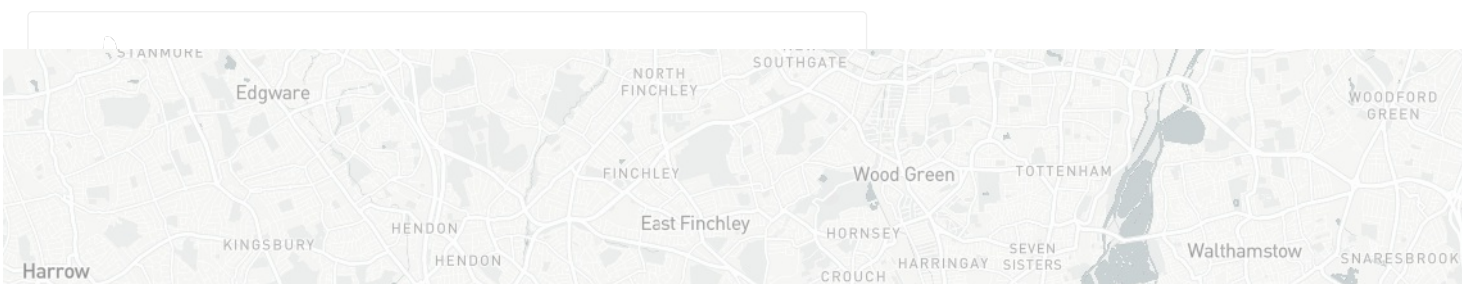 STANMORE
SOUTHGATE
NORTH
FINCHLEY
Edgware
WOODFORD
GREEN
FINCHLEY
Wood Green
TOTTENHAM
East Finchley
HENDON
HORNSEY
KINGSBURY
SEVEN
SISTERS
Walthamstow
HENDON
HARRINGAY
SNARESBROOK
Harrow
CROUCH